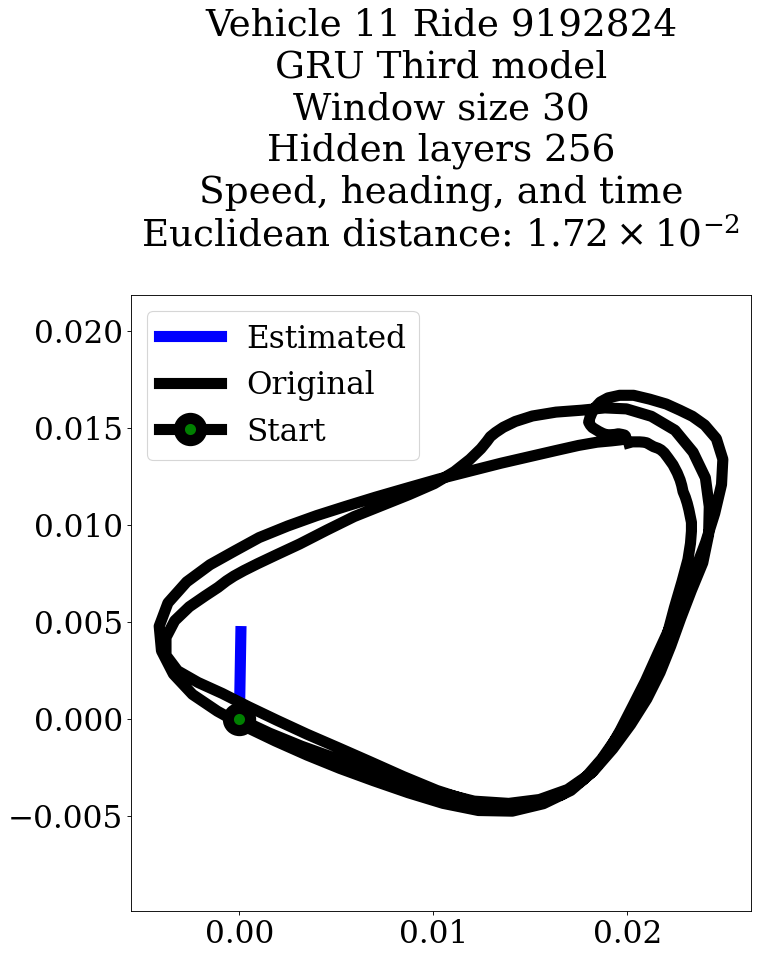 Vehicle 11 Ride 9192824
GRU Third model
Window size 30
Hidden layers 256
Speed, heading, and time
Euclidean distance: 1.72 × 10⁻²
Estimated
Original
Start
0.020
0.015
0.010
0.005
0.000
−0.005
0.00 0.01 0.02